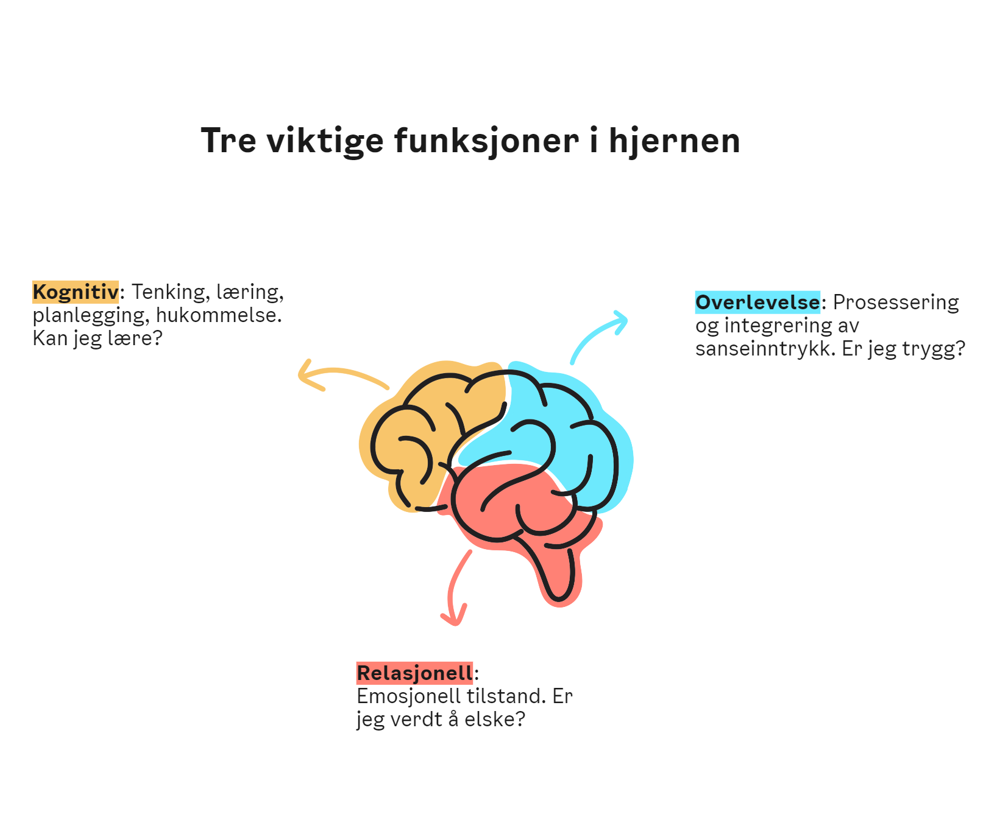 Tre viktige funksjoner i hjernen
Kognitiv: Tenking, læring,
planlegging, hukommelse.
Kan jeg lære?
Overlevelse: Prosessering
og integrering av
sanseinntrykk. Er jeg trygg?
Relasjonell:
Emosjonell tilstand. Er
jeg verdt å elske?